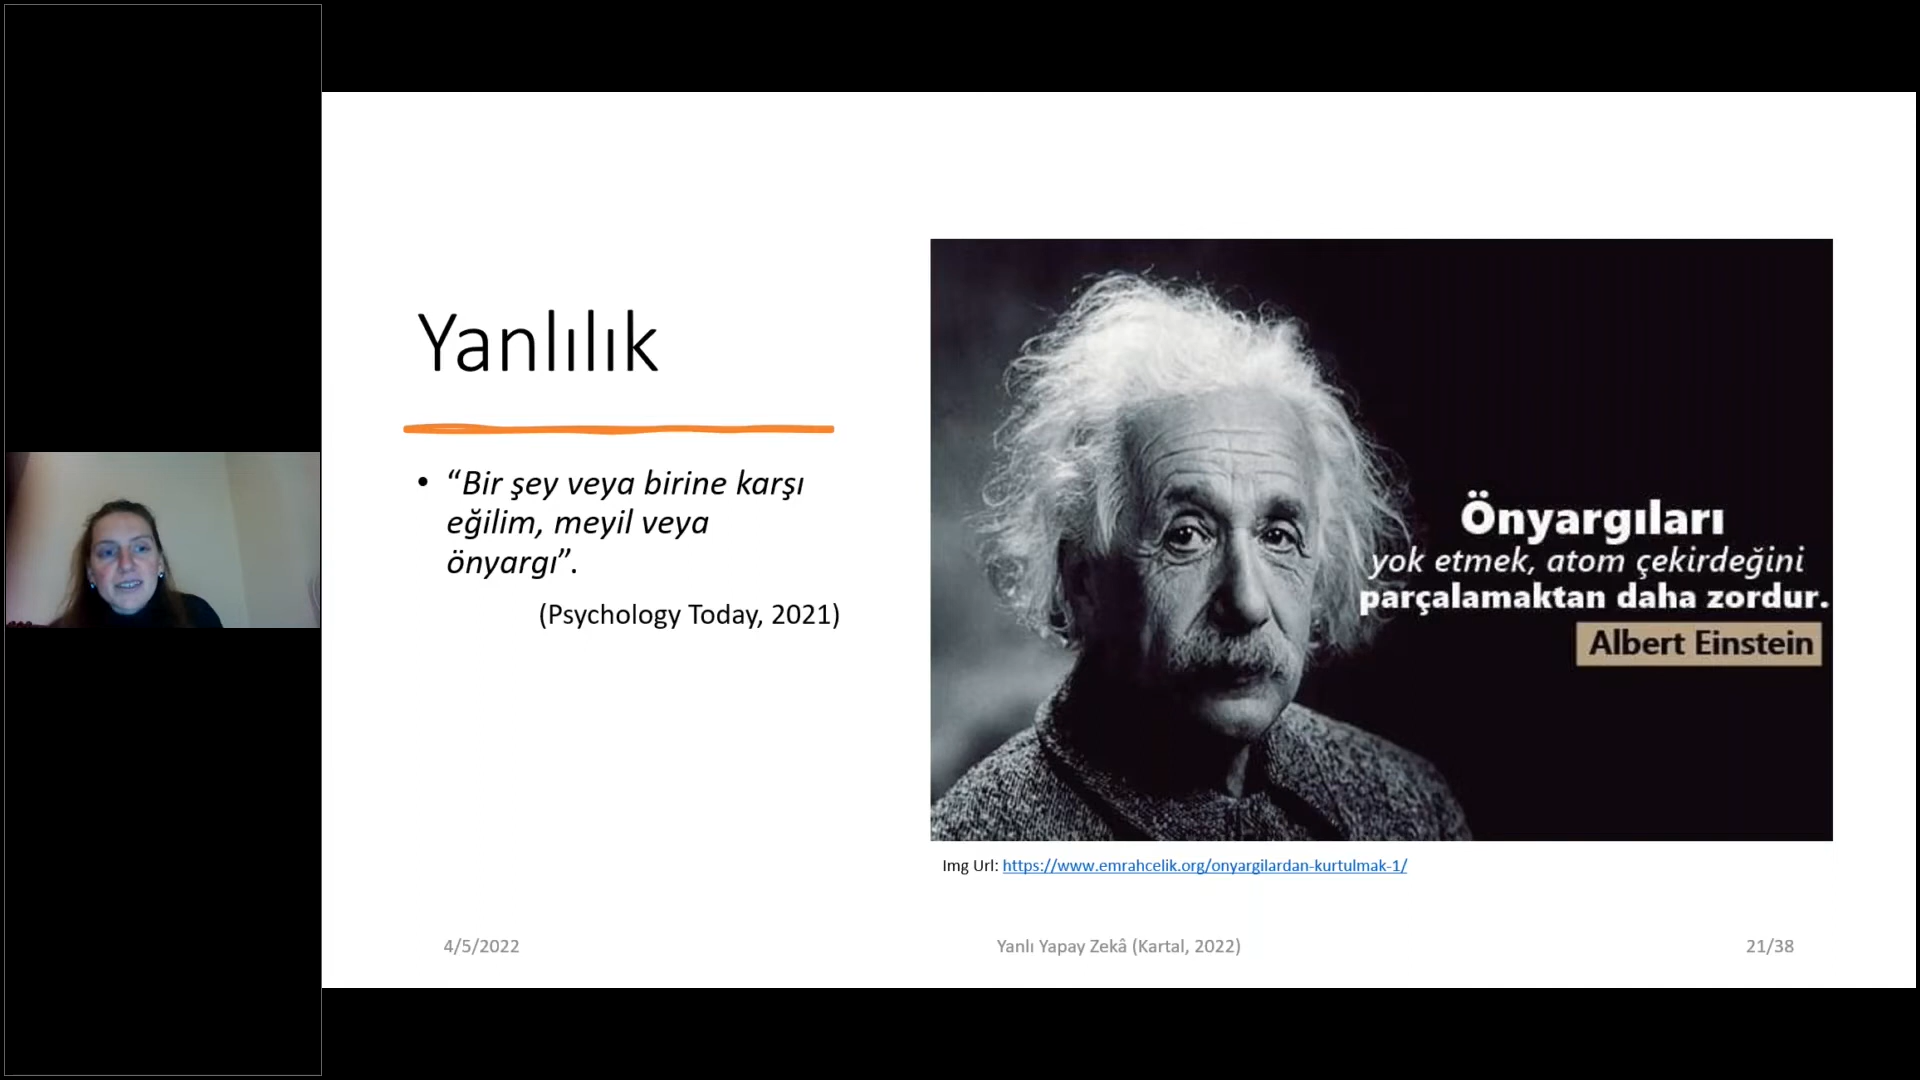 Yanlılık
• “Bir şey veya birine karşı
eğilim, meyil veya
önyargı”.
(Psychology Today, 2021)
Önyargıları
yok etmek, atom çekirdeğini
parçalamaktan daha zordur.
Albert Einstein
Img Url: https://www.emrahcelik.org/onyargilardan-kurtulmak-1/
4/5/2022
Yanlı Yapay Zekâ (Kartal, 2022)
21/38